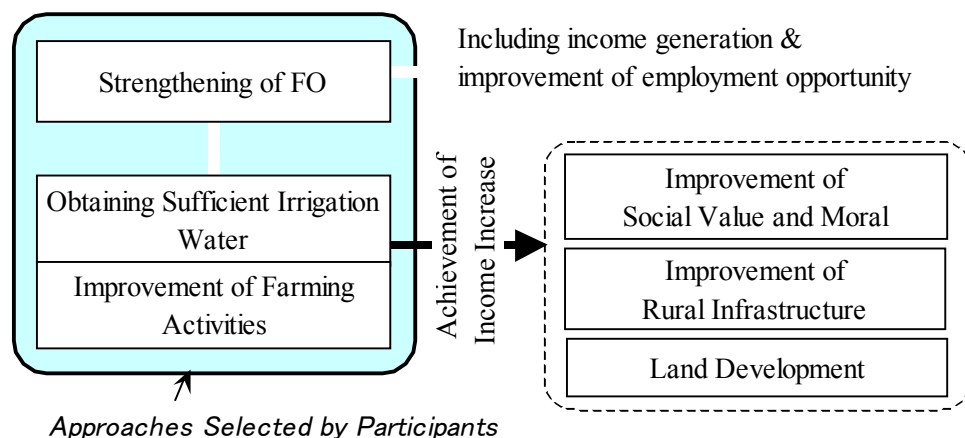 Strengthening of FO
Including income generation &
improvement of employment opportunity
Obtaining Sufficient Irrigation
Water
Improvement of Farming
Activities
Achievement of
Income Increase
Improvement of
Social Value and Moral
Improvement of
Rural Infrastructure
Land Development
Approaches Selected by Participants